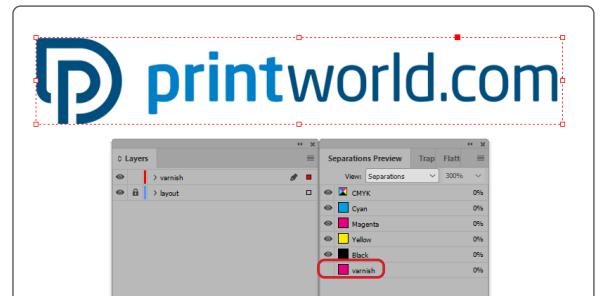 printworld.com
Layers
varnish
layout
Separations Preview Trap Flatt
View: Separations 300%
CMYK 0%
Cyan 0%
Magenta 0%
Yellow 0%
Black 0%
varnish 0%